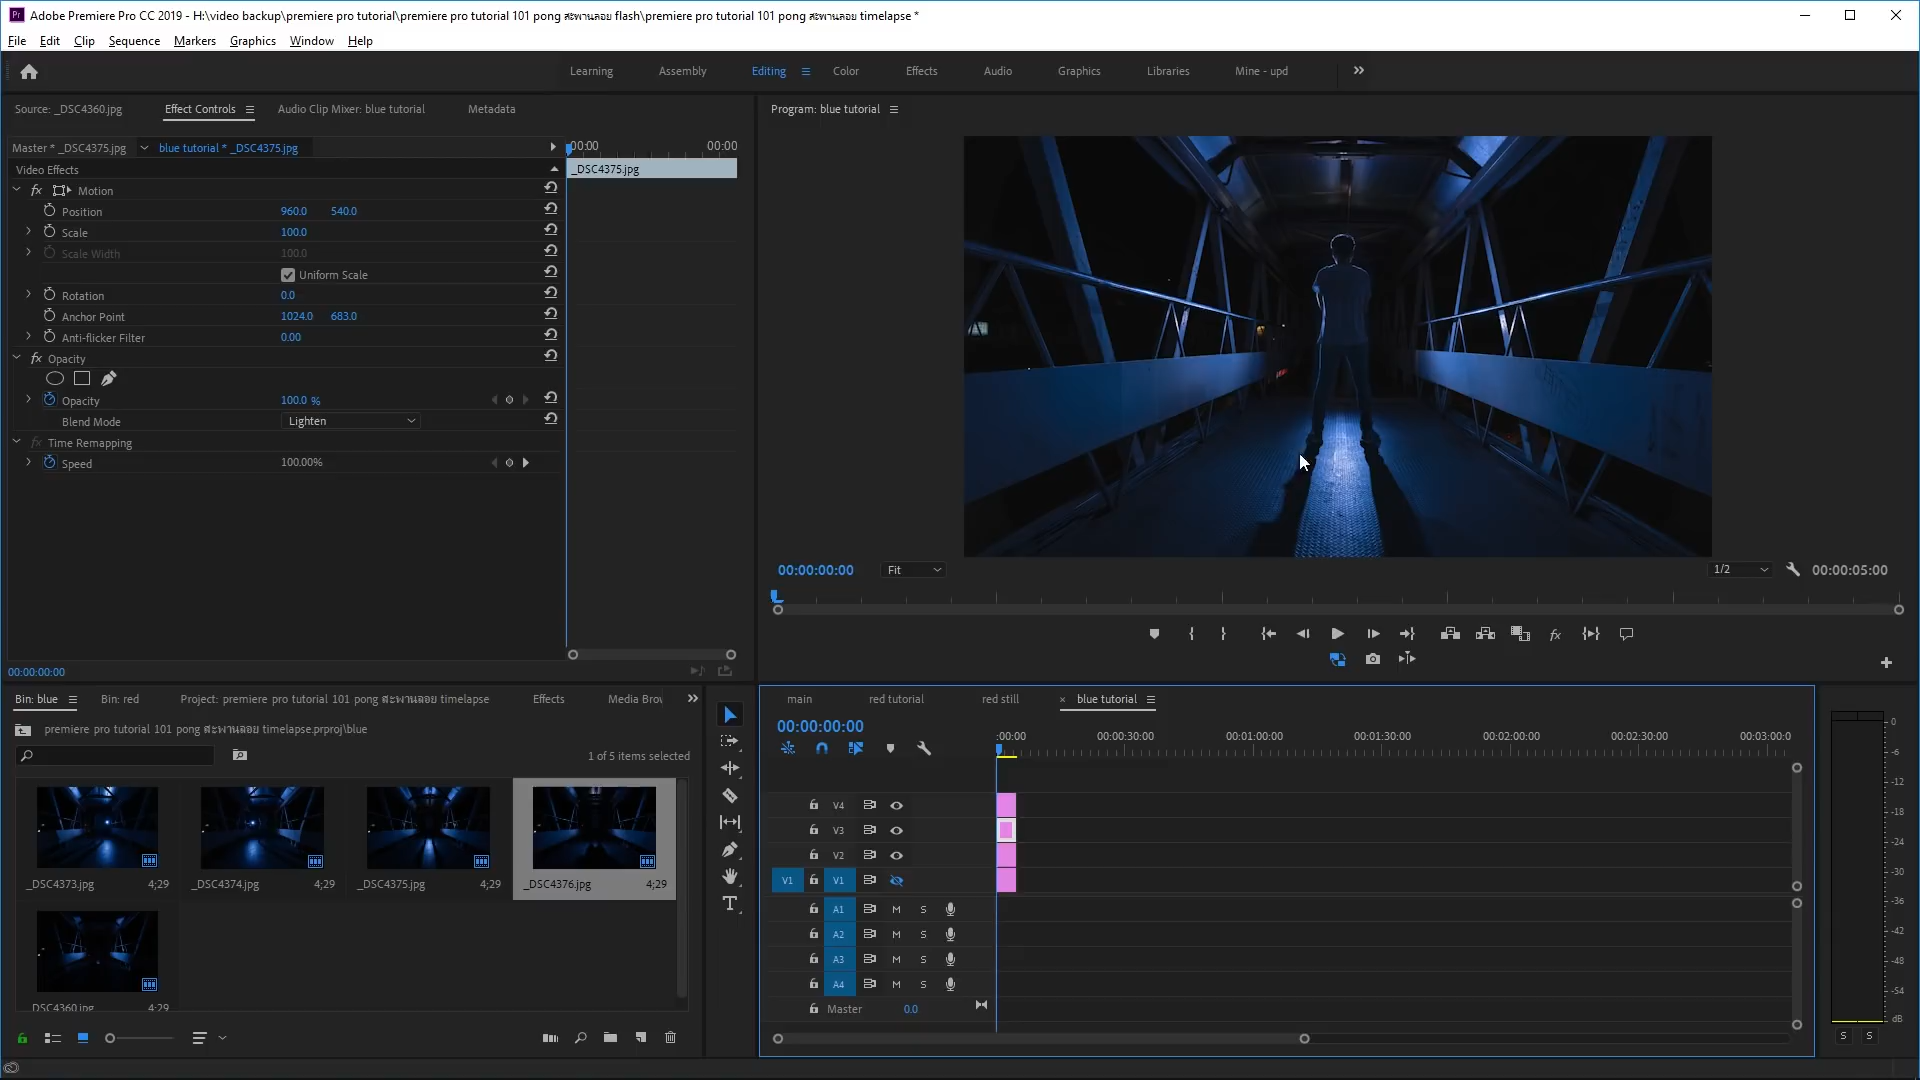 Adobe Premiere Pro CC 2019 - H:\video backup\premiere pro tutorial\premiere pro tutorial 101 pong สะพานลอย flash\premiere pro tutorial 101 pong สะพานลอย timelapse *
File Edit Clip Sequence Markers Graphics Window Help
Learning Assembly Editing Color Effects Audio Graphics Libraries Mine - upd
Source: _DSC4360.jpg Effect Controls Audio Clip Mixer: blue tutorial Metadata
Program: blue tutorial
Master * _DSC4375.jpg blue tutorial * _DSC4375.jpg
00:00 00:00
Video Effects
_DSC4375.jpg
fx Motion
Position 960.0 540.0
Scale 100.0
Scale Width 100.0
Uniform Scale
Rotation 0.0
Anchor Point 1024.0 683.0
Anti-flicker Filter 0.00
fx Opacity
Opacity 100.0 %
Blend Mode Lighten
fx Time Remapping
Speed 100.00%
00:00:00:00
00:00:00:00 Fit 1/2 00:00:05:00
fx
Bin: blue Bin: red Project: premiere pro tutorial 101 pong สะพานลอย timelapse Effects Media Brow
premiere pro tutorial 101 pong สะพานลอย timelapse.prproj\blue
1 of 5 items selected
_DSC4373.jpg 4;29
_DSC4374.jpg 4;29
_DSC4375.jpg 4;29
_DSC4376.jpg 4;29
_DSC4360.jpg 4;29
T
main red tutorial red still × blue tutorial
00:00:00:00
:00:00 00:00:30:00 00:01:00:00 00:01:30:00 00:02:00:00 00:02:30:00 00:03:00:0
V4
V3
V2
V1 V1
A1 M S
A2 M S
A3 M S
A4 M S
Master 0.0
0
-6
-12
-18
-24
-30
-36
-42
-48
-54
dB
S S